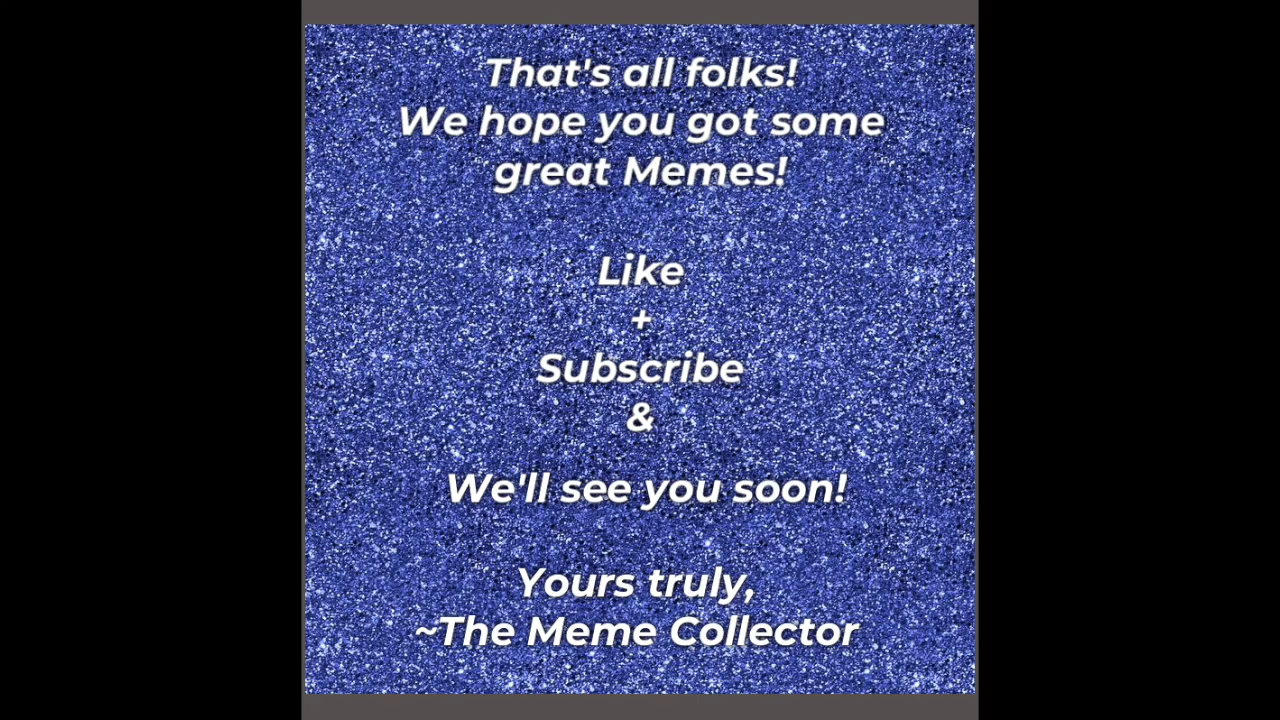 That's all folks!
We hope you got some
great Memes!
Like
+
Subscribe
&
We'll see you soon!
Yours truly,
~The Meme Collector